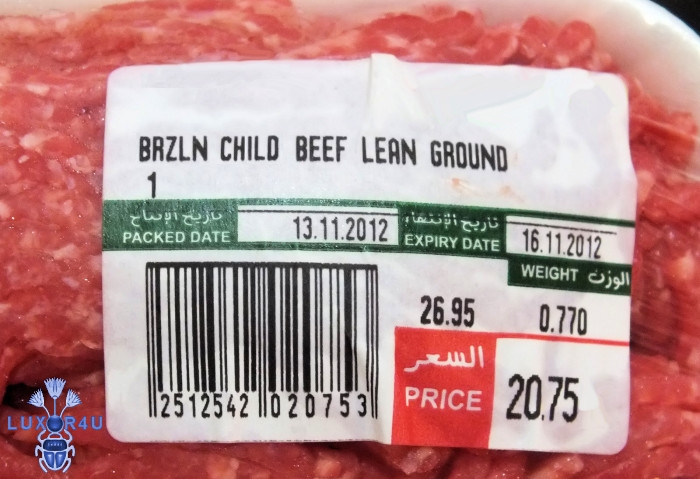 BRZLN CHILD BEEF LEAN GROUND
1
تاريخ الإنتاج
PACKED DATE
13.11.2012
تاريخ الإنتهاء
EXPIRY DATE
16.11.2012
WEIGHT الوزن
26.95 0.770
السعر
PRICE
20.75
2512542 020753
LUXOR4U